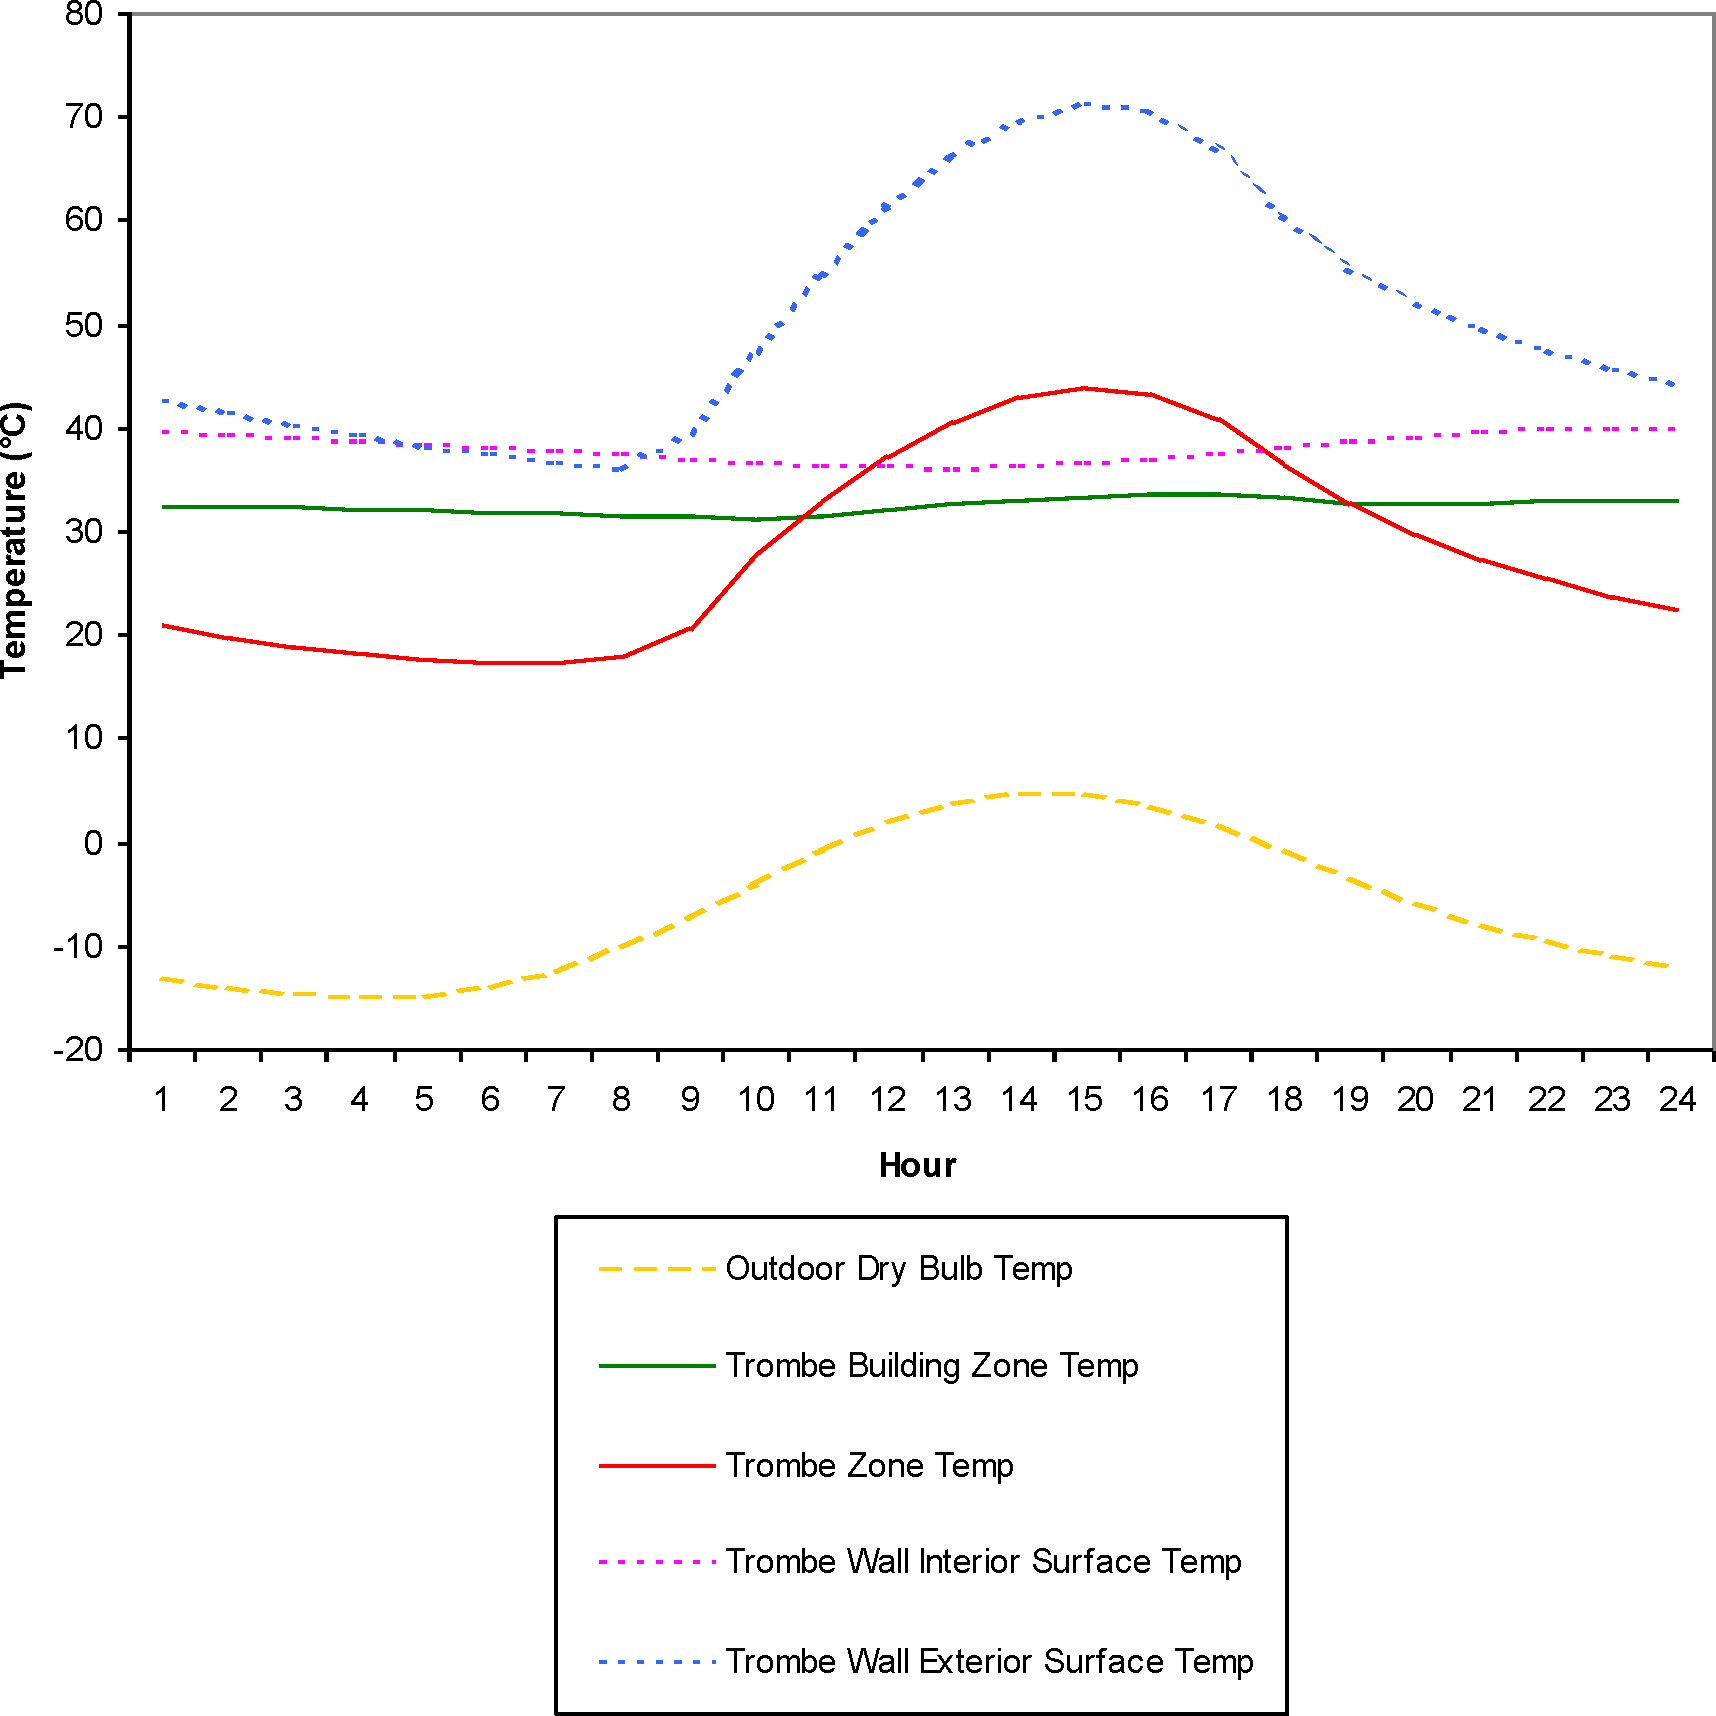 80
70
60
50
40
30
20
10
0
-10
-20
Temperature (°C)
1 2 3 4 5 6 7 8 9 10 11 12 13 14 15 16 17 18 19 20 21 22 23 24
Hour
Outdoor Dry Bulb Temp
Trombe Building Zone Temp
Trombe Zone Temp
Trombe Wall Interior Surface Temp
Trombe Wall Exterior Surface Temp